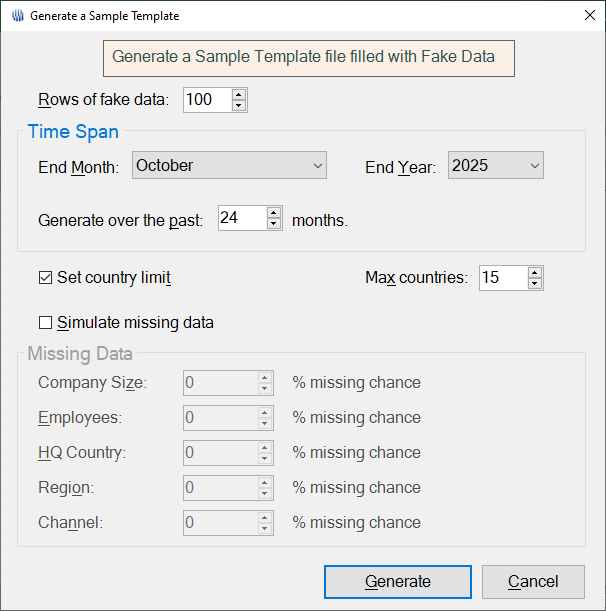 Generate a Sample Template
Generate a Sample Template file filled with Fake Data
Rows of fake data: 100
Time Span
End Month: October End Year: 2025
Generate over the past: 24 months.
Set country limit Max countries: 15
Simulate missing data
Missing Data
Company Size: 0 % missing chance
Employees: 0 % missing chance
HQ Country: 0 % missing chance
Region: 0 % missing chance
Channel: 0 % missing chance
Generate Cancel